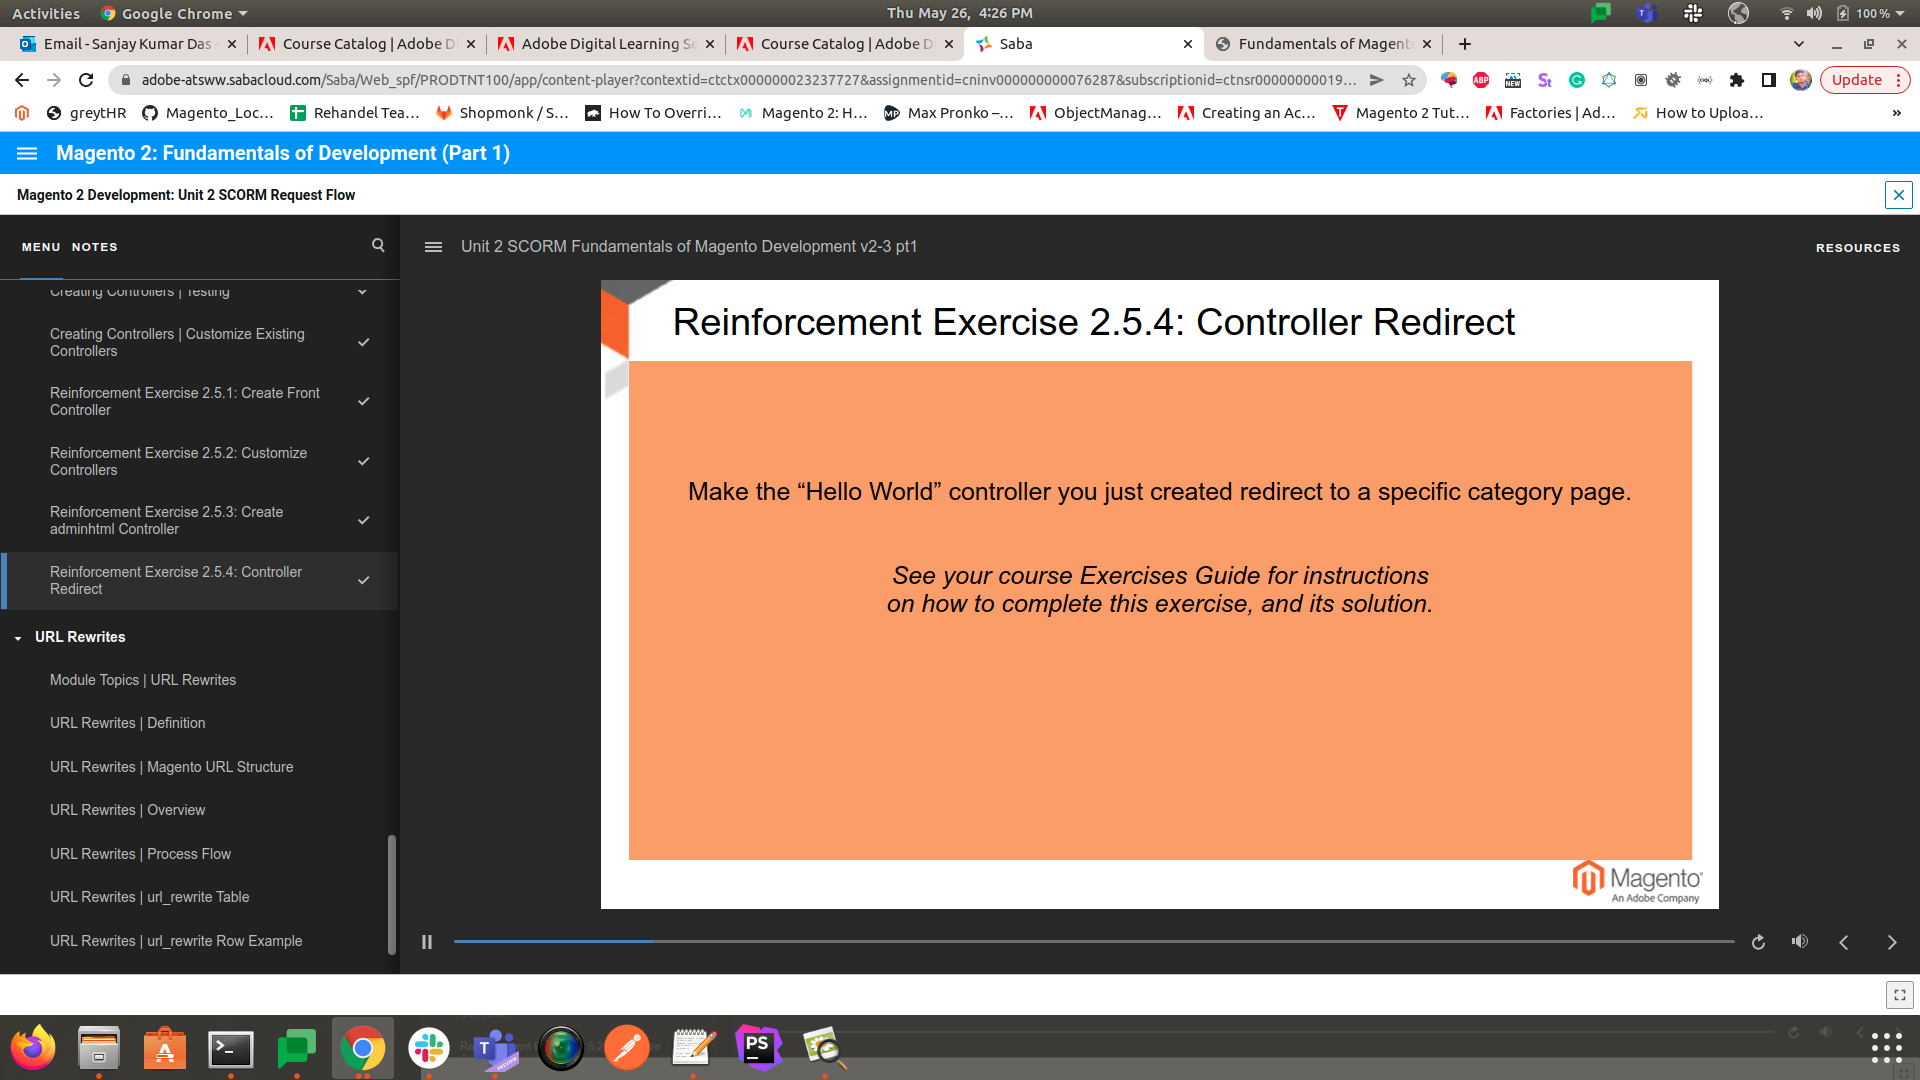 Activities
Google Chrome
Thu May 26, 4:26 PM
100 %
Email - Sanjay Kumar Das -
Course Catalog | Adobe D
Adobe Digital Learning Se
Course Catalog | Adobe D
Saba
Fundamentals of Magent
adobe-atsww.sabacloud.com/Saba/Web_spf/PRODTNT100/app/content-player?contextid=ctctx000000023237727&assignmentid=cninv000000000076287&subscriptionid=ctnsr00000000019...
ABP
NEW
Update
greytHR
Magento_Loc...
Rehandel Tea...
Shopmonk / S...
How To Overri...
Magento 2: H...
Max Pronko –...
ObjectManag...
Creating an Ac...
Magento 2 Tut...
Factories | Ad...
How to Uploa...
»
Magento 2: Fundamentals of Development (Part 1)
Magento 2 Development: Unit 2 SCORM Request Flow
MENU
NOTES
Unit 2 SCORM Fundamentals of Magento Development v2-3 pt1
RESOURCES
Creating Controllers | Testing
Creating Controllers | Customize Existing
Controllers
Reinforcement Exercise 2.5.1: Create Front
Controller
Reinforcement Exercise 2.5.2: Customize
Controllers
Reinforcement Exercise 2.5.3: Create
adminhtml Controller
Reinforcement Exercise 2.5.4: Controller
Redirect
URL Rewrites
Module Topics | URL Rewrites
URL Rewrites | Definition
URL Rewrites | Magento URL Structure
URL Rewrites | Overview
URL Rewrites | Process Flow
URL Rewrites | url_rewrite Table
URL Rewrites | url_rewrite Row Example
Reinforcement Exercise 2.5.4: Controller Redirect
Make the “Hello World” controller you just created redirect to a specific category page.
See your course Exercises Guide for instructions
on how to complete this exercise, and its solution.
Magento
An Adobe Company
PS